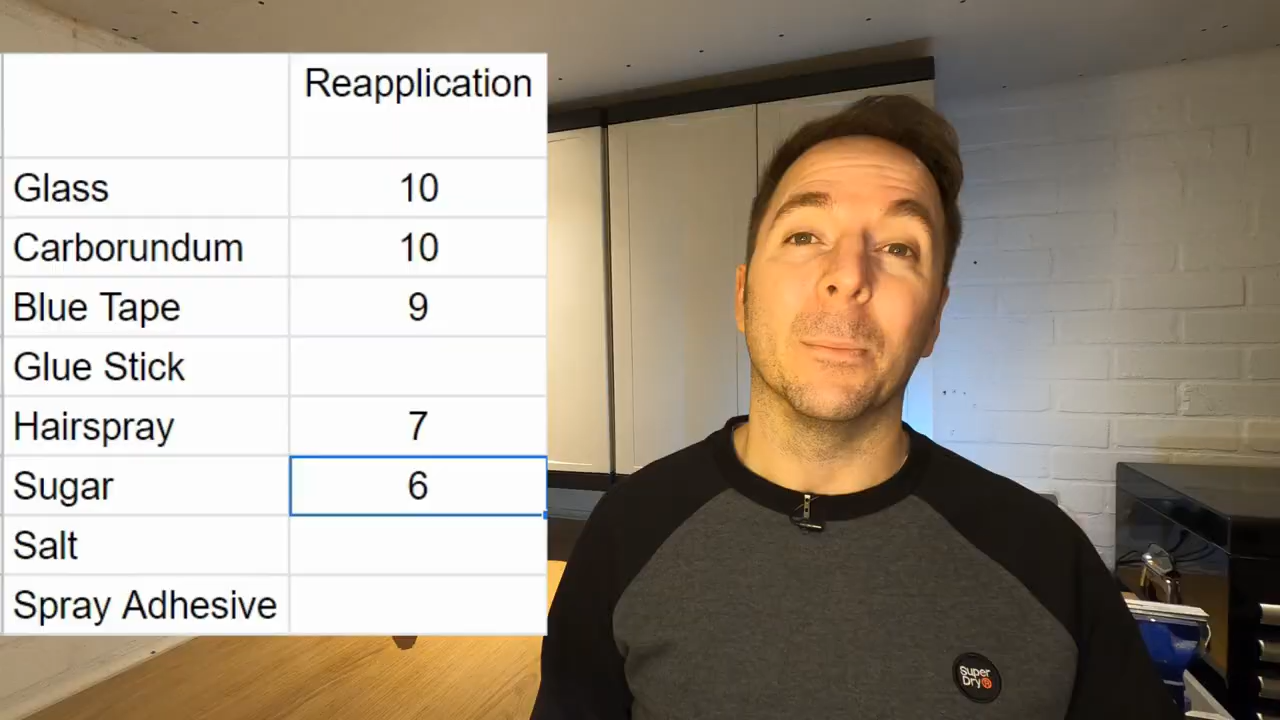 Reapplication
Glass 10
Carborundum 10
Blue Tape 9
Glue Stick
Hairspray 7
Sugar 6
Salt
Spray Adhesive
Super
Dry